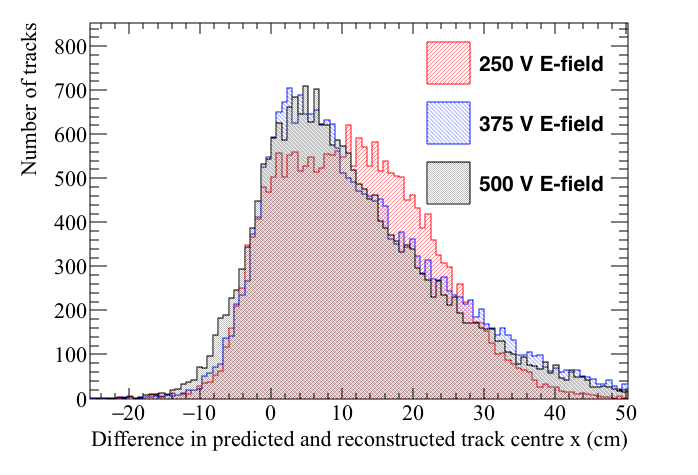 Number of tracks
800
700
600
500
400
300
200
100
0
250 V E-field
375 V E-field
500 V E-field
−20 −10 0 10 20 30 40 50
Difference in predicted and reconstructed track centre x (cm)